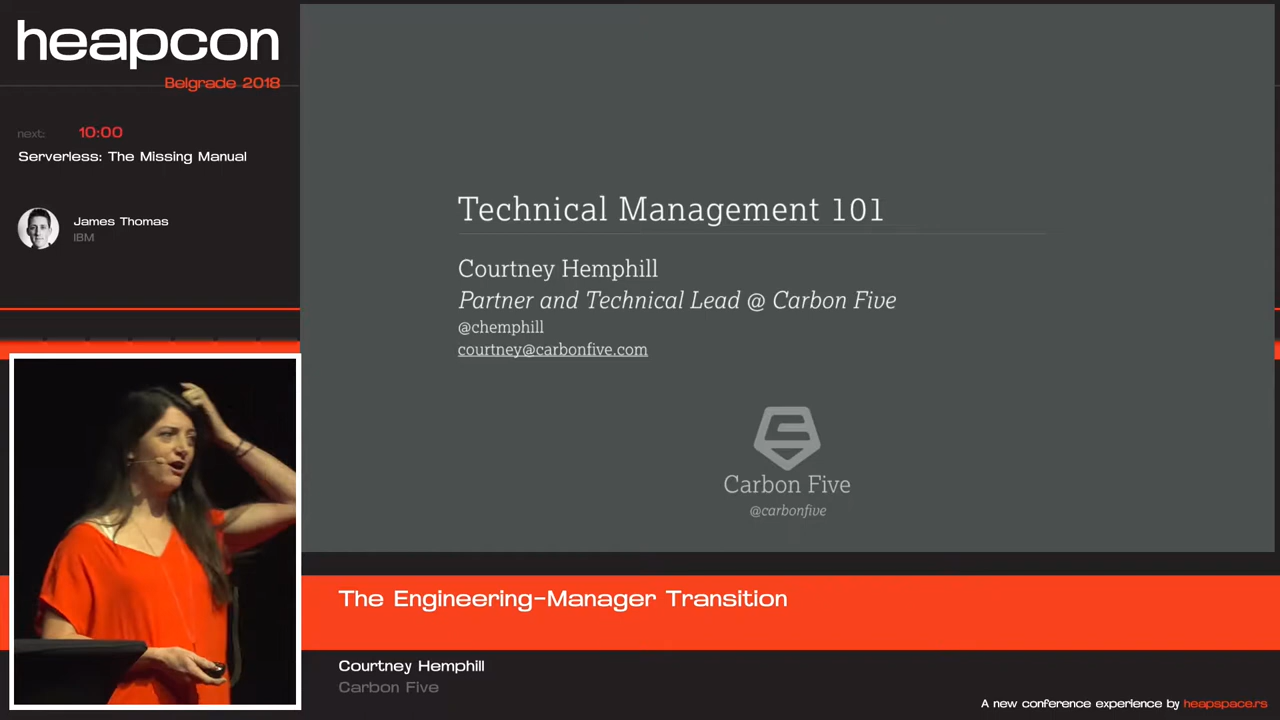 heapcon
Belgrade 2018
next: 10:00
Serverless: The Missing Manual
James Thomas
IBM
Technical Management 101
Courtney Hemphill
Partner and Technical Lead @ Carbon Five
@chemphill
courtney@carbonfive.com
Carbon Five
@carbonfive
The Engineering-Manager Transition
Courtney Hemphill
Carbon Five
A new conference experience by heapspace.rs